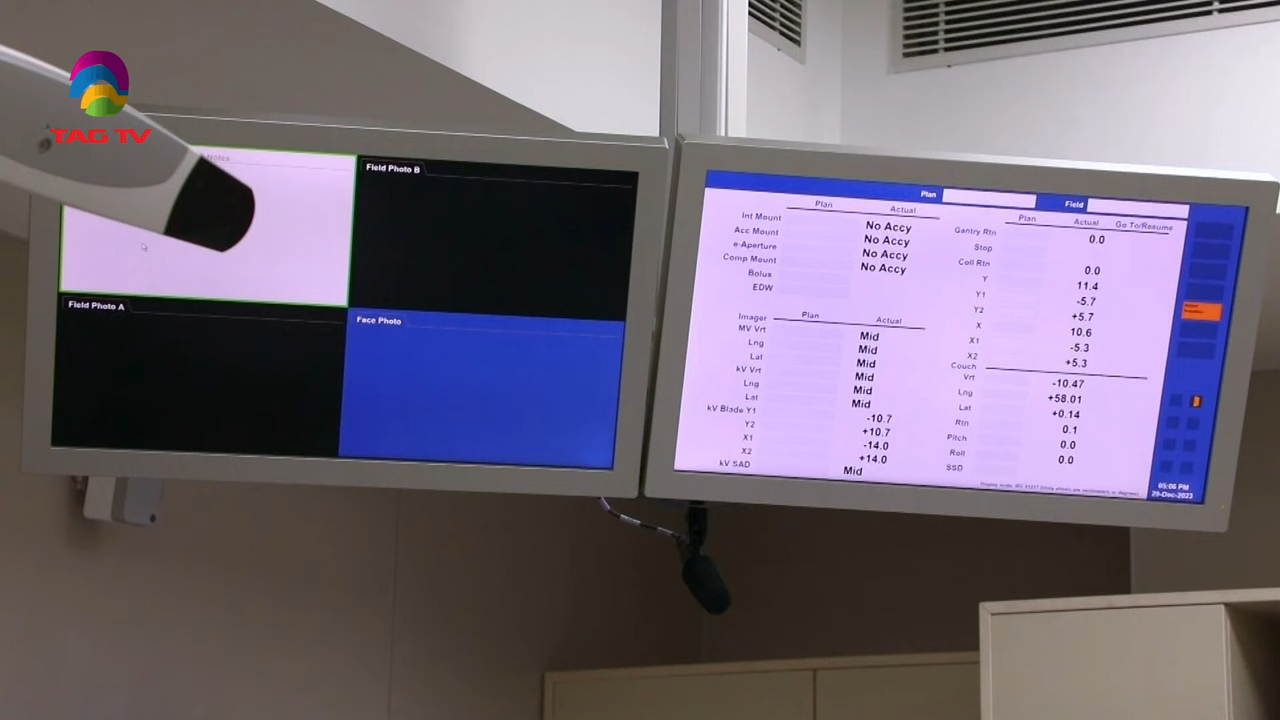 TAG TV
Notes
Field Photo B
Field Photo A
Face Photo
Plan
Field
Plan Actual
Int Mount No Accy
Acc Mount No Accy
e-Aperture No Accy
Comp Mount No Accy
Bolus
EDW
Imager Plan Actual
MV Vrt Mid
Lng Mid
Lat Mid
kV Vrt Mid
Lng Mid
Lat Mid
kV Blade Y1 -10.7
Y2 +10.7
X1 -14.0
X2 +14.0
kV SAD Mid
Plan Actual Go To/Resume
Gantry Rtn 0.0
Stop
Coll Rtn 0.0
Y 11.4
Y1 -5.7
Y2 +5.7
X 10.6
X1 -5.3
X2 +5.3
Couch
Vrt -10.47
Lng +58.01
Lat +0.14
Rtn 0.1
Pitch 0.0
Roll 0.0
SSD
05:06 PM
29-Dec-2023